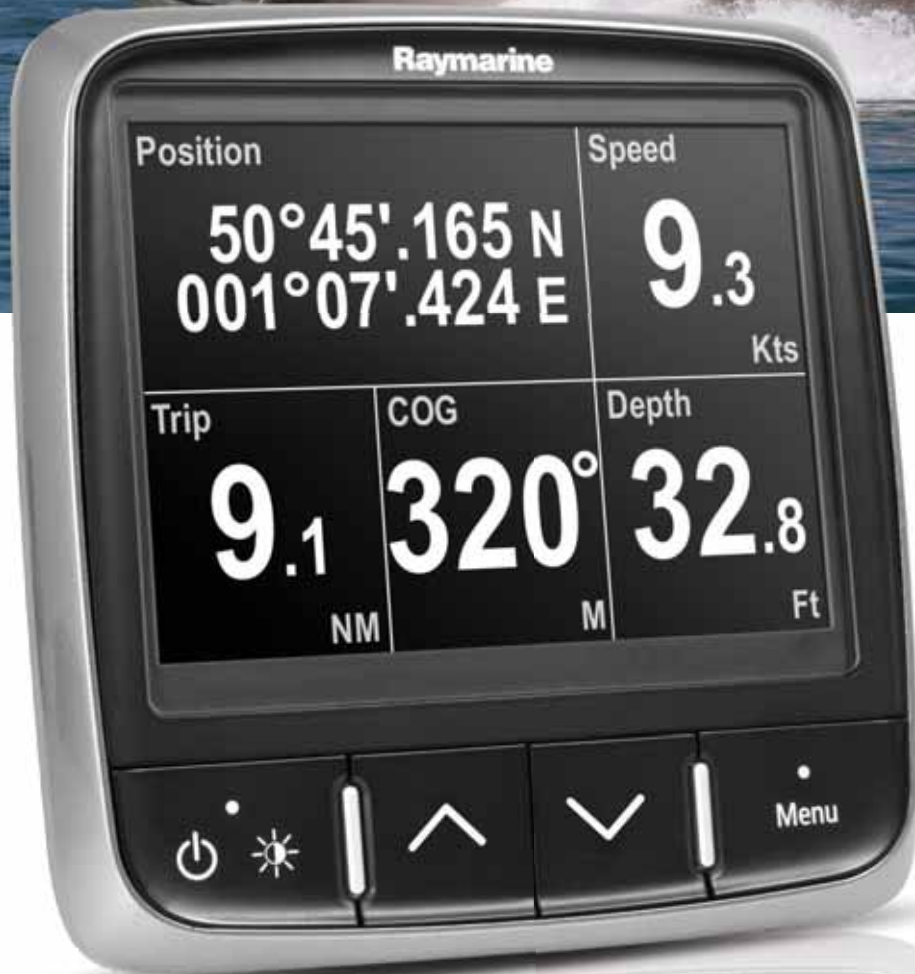 Raymarine
Position
50°45'.165 N
001°07'.424 E
Speed
9.3
Kts
Trip
9.1
NM
COG
320°
M
Depth
32.8
Ft
Menu